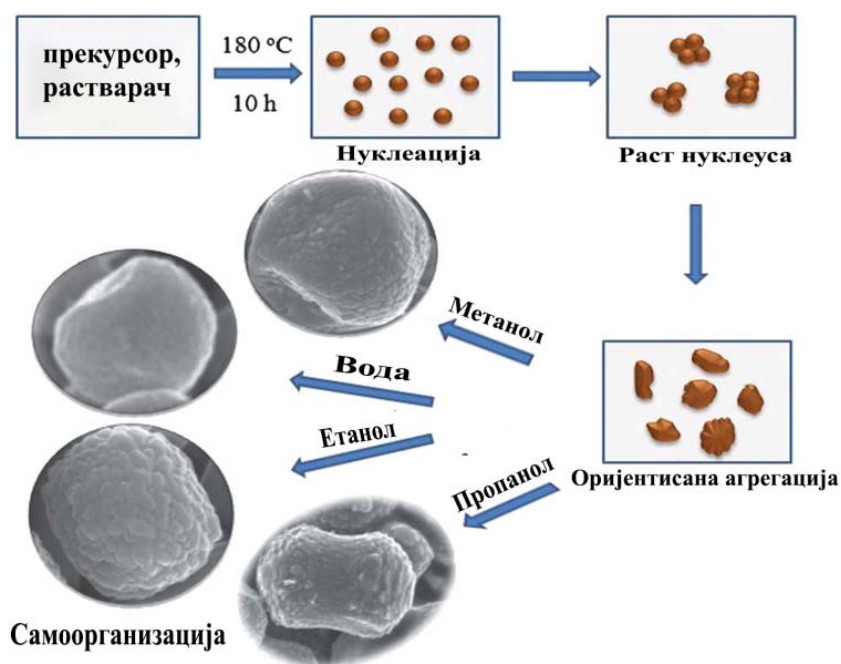 прекурсор,
растварач
180 °C
10 h
Нуклеација
Раст нуклеуса
Метанол
Вода
Етанол
Пропанол
Оријентисана агрегација
Самоорганизација